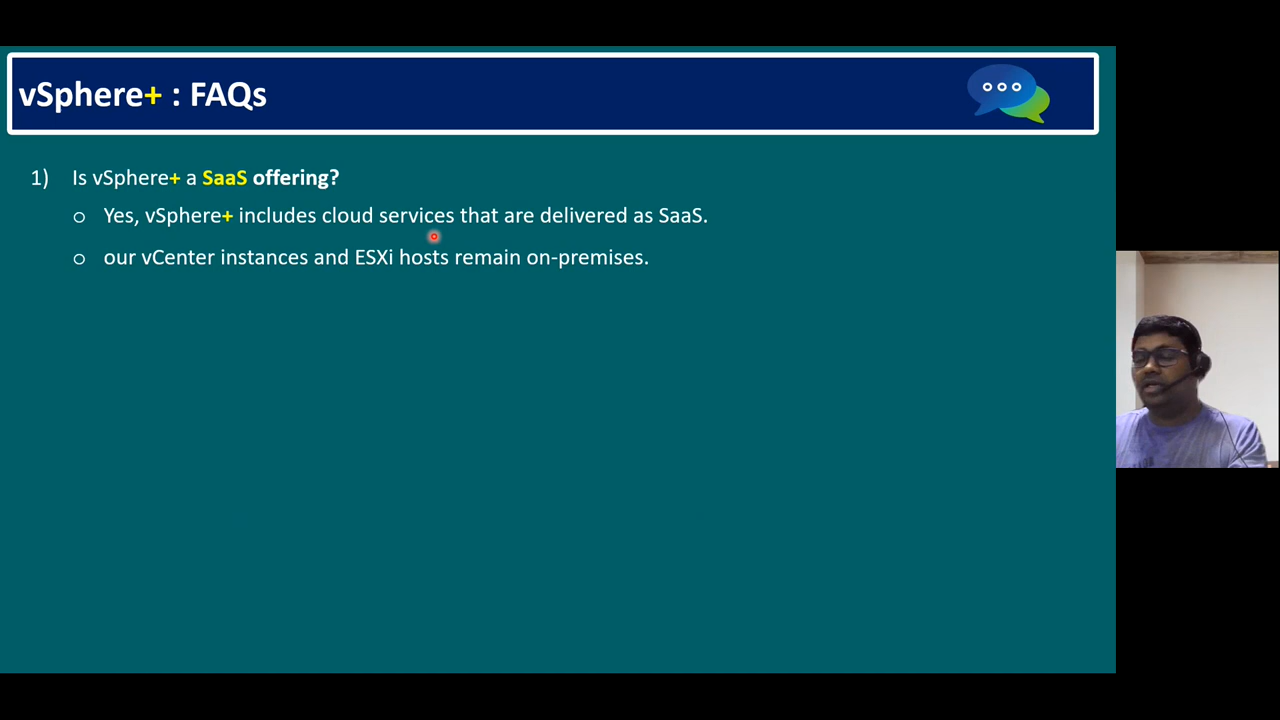 vSphere+ : FAQs
1) Is vSphere+ a SaaS offering?
o Yes, vSphere+ includes cloud services that are delivered as SaaS.
o our vCenter instances and ESXi hosts remain on-premises.